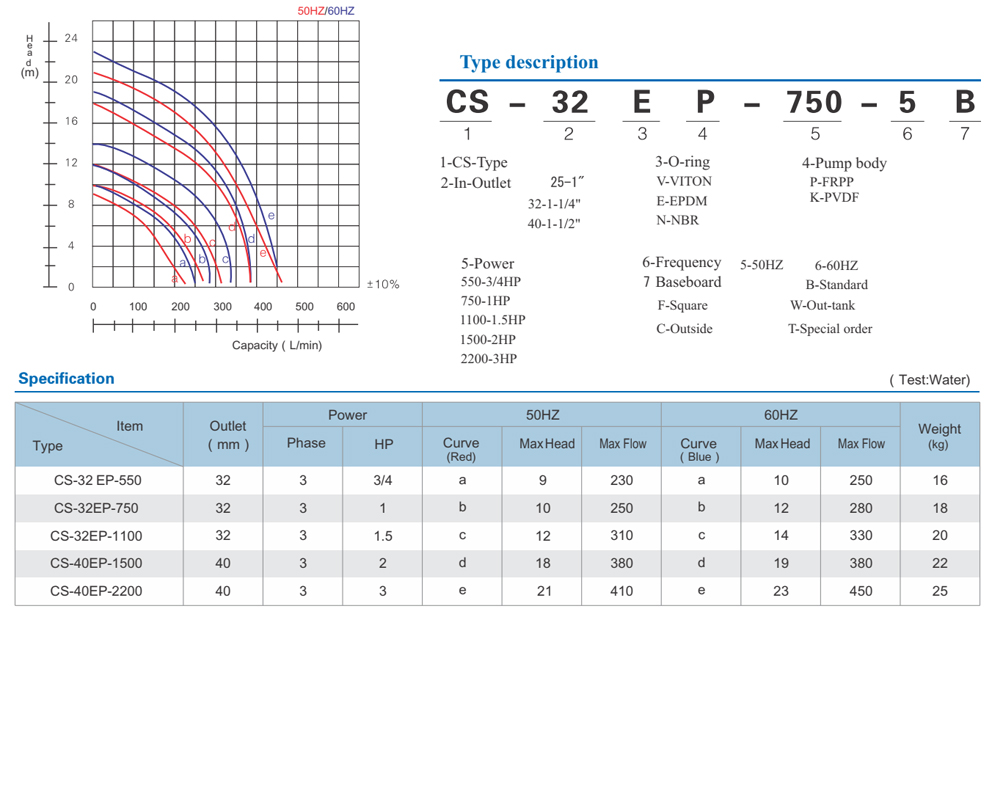 50HZ/60HZ
Head
(m)
24
20
16
12
8
4
0
e
d
d
b
c
e
a
b
c
a
±10%
0 100 200 300 400 500 600
Capacity ( L/min)
Type description
CS – 32 E P – 750 – 5 B
1 2 3 4 5 6 7
1-CS-Type 3-O-ring 4-Pump body
2-In-Outlet 25-1″ V-VITON P-FRPP
32-1-1/4" E-EPDM K-PVDF
40-1-1/2" N-NBR
5-Power 6-Frequency 5-50HZ 6-60HZ
550-3/4HP 7 Baseboard B-Standard
750-1HP F-Square W-Out-tank
1100-1.5HP C-Outside T-Special order
1500-2HP
2200-3HP
Specification ( Test:Water)
Item Type Outlet ( mm ) Power 50HZ 60HZ Weight (kg)
Phase HP Curve (Red) Max Head Max Flow Curve ( Blue ) Max Head Max Flow
CS-32 EP-550 32 3 3/4 a 9 230 a 10 250 16
CS-32EP-750 32 3 1 b 10 250 b 12 280 18
CS-32EP-1100 32 3 1.5 c 12 310 c 14 330 20
CS-40EP-1500 40 3 2 d 18 380 d 19 380 22
CS-40EP-2200 40 3 3 e 21 410 e 23 450 25